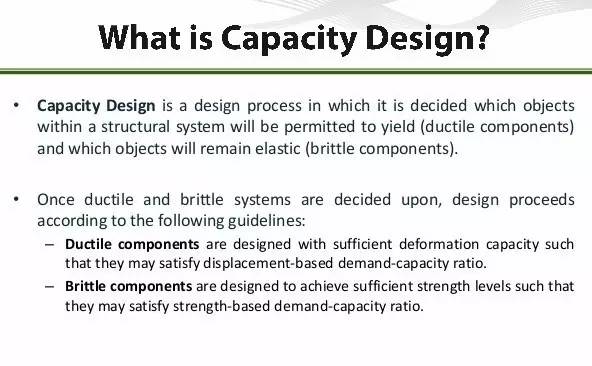 What is Capacity Design?
• Capacity Design is a design process in which it is decided which objects
within a structural system will be permitted to yield (ductile components)
and which objects will remain elastic (brittle components).
• Once ductile and brittle systems are decided upon, design proceeds
according to the following guidelines:
– Ductile components are designed with sufficient deformation capacity such
that they may satisfy displacement-based demand-capacity ratio.
– Brittle components are designed to achieve sufficient strength levels such that
they may satisfy strength-based demand-capacity ratio.